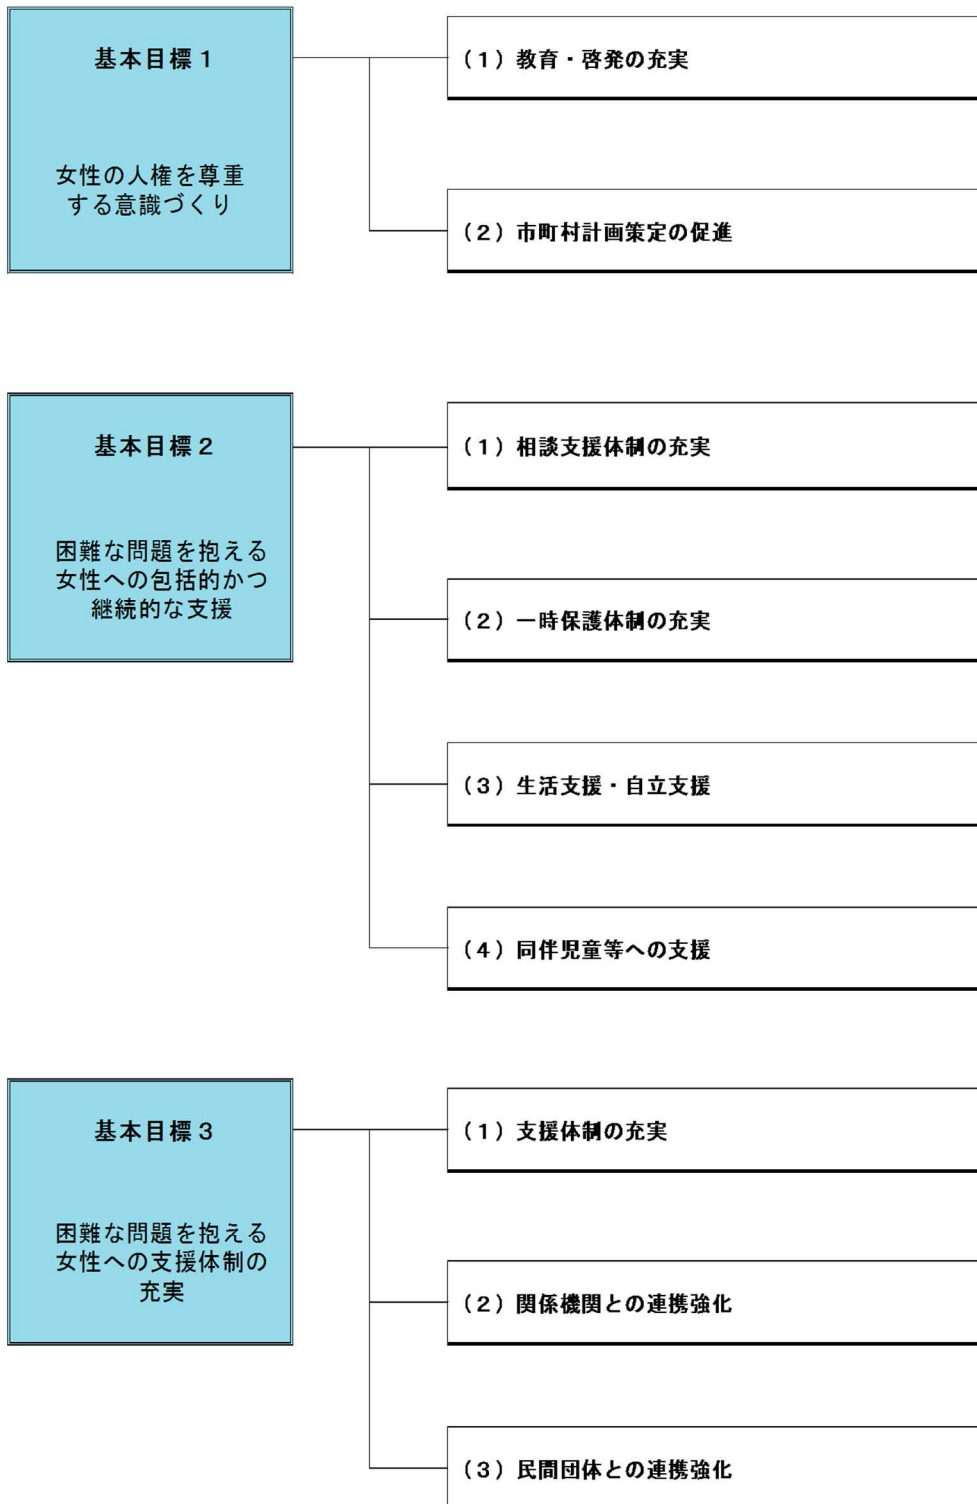 基本目標１
女性の人権を尊重
する意識づくり
（１）教育・啓発の充実
（２）市町村計画策定の促進
基本目標２
困難な問題を抱える
女性への包括的かつ
継続的な支援
（１）相談支援体制の充実
（２）一時保護体制の充実
（３）生活支援・自立支援
（４）同伴児童等への支援
基本目標３
困難な問題を抱える
女性への支援体制の
充実
（１）支援体制の充実
（２）関係機関との連携強化
（３）民間団体との連携強化